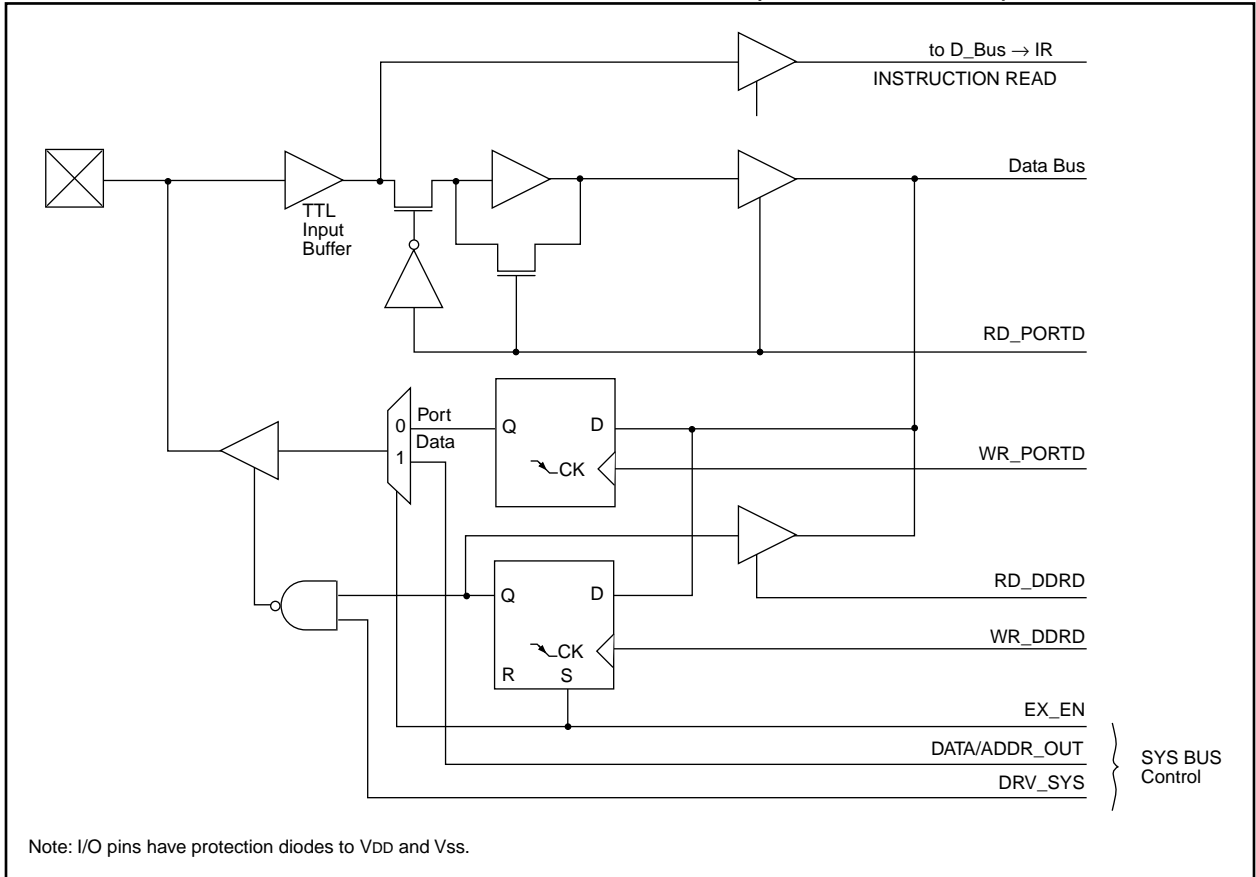 to D_Bus → IR
INSTRUCTION READ
Data Bus
TTL
Input
Buffer
RD_PORTD
0
Port
Data
1
Q
D
CK
WR_PORTD
RD_DDRD
Q
D
CK
R
S
WR_DDRD
EX_EN
DATA/ADDR_OUT
DRV_SYS
SYS BUS
Control
Note: I/O pins have protection diodes to VDD and Vss.